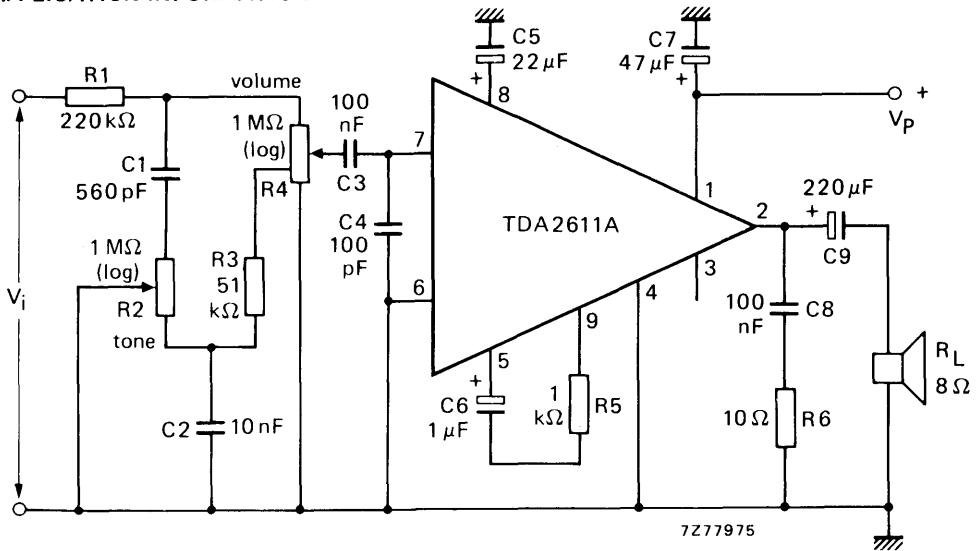 C5
22 µF
+
8
C7
47 µF
+
R1
220 kΩ
volume
1 MΩ
(log)
R4
100
nF
C3
7
+
V_P
C1
560 pF
1
220 µF
+
C9
2
TDA2611A
C4
100
pF
1 MΩ
(log)
R2
tone
R3
51
kΩ
V_i
6
3
4
100
nF
C8
9
5
+
C6
1 µF
1
kΩ
R5
R_L
8 Ω
10 Ω
R6
C2
10 nF
7Z77975